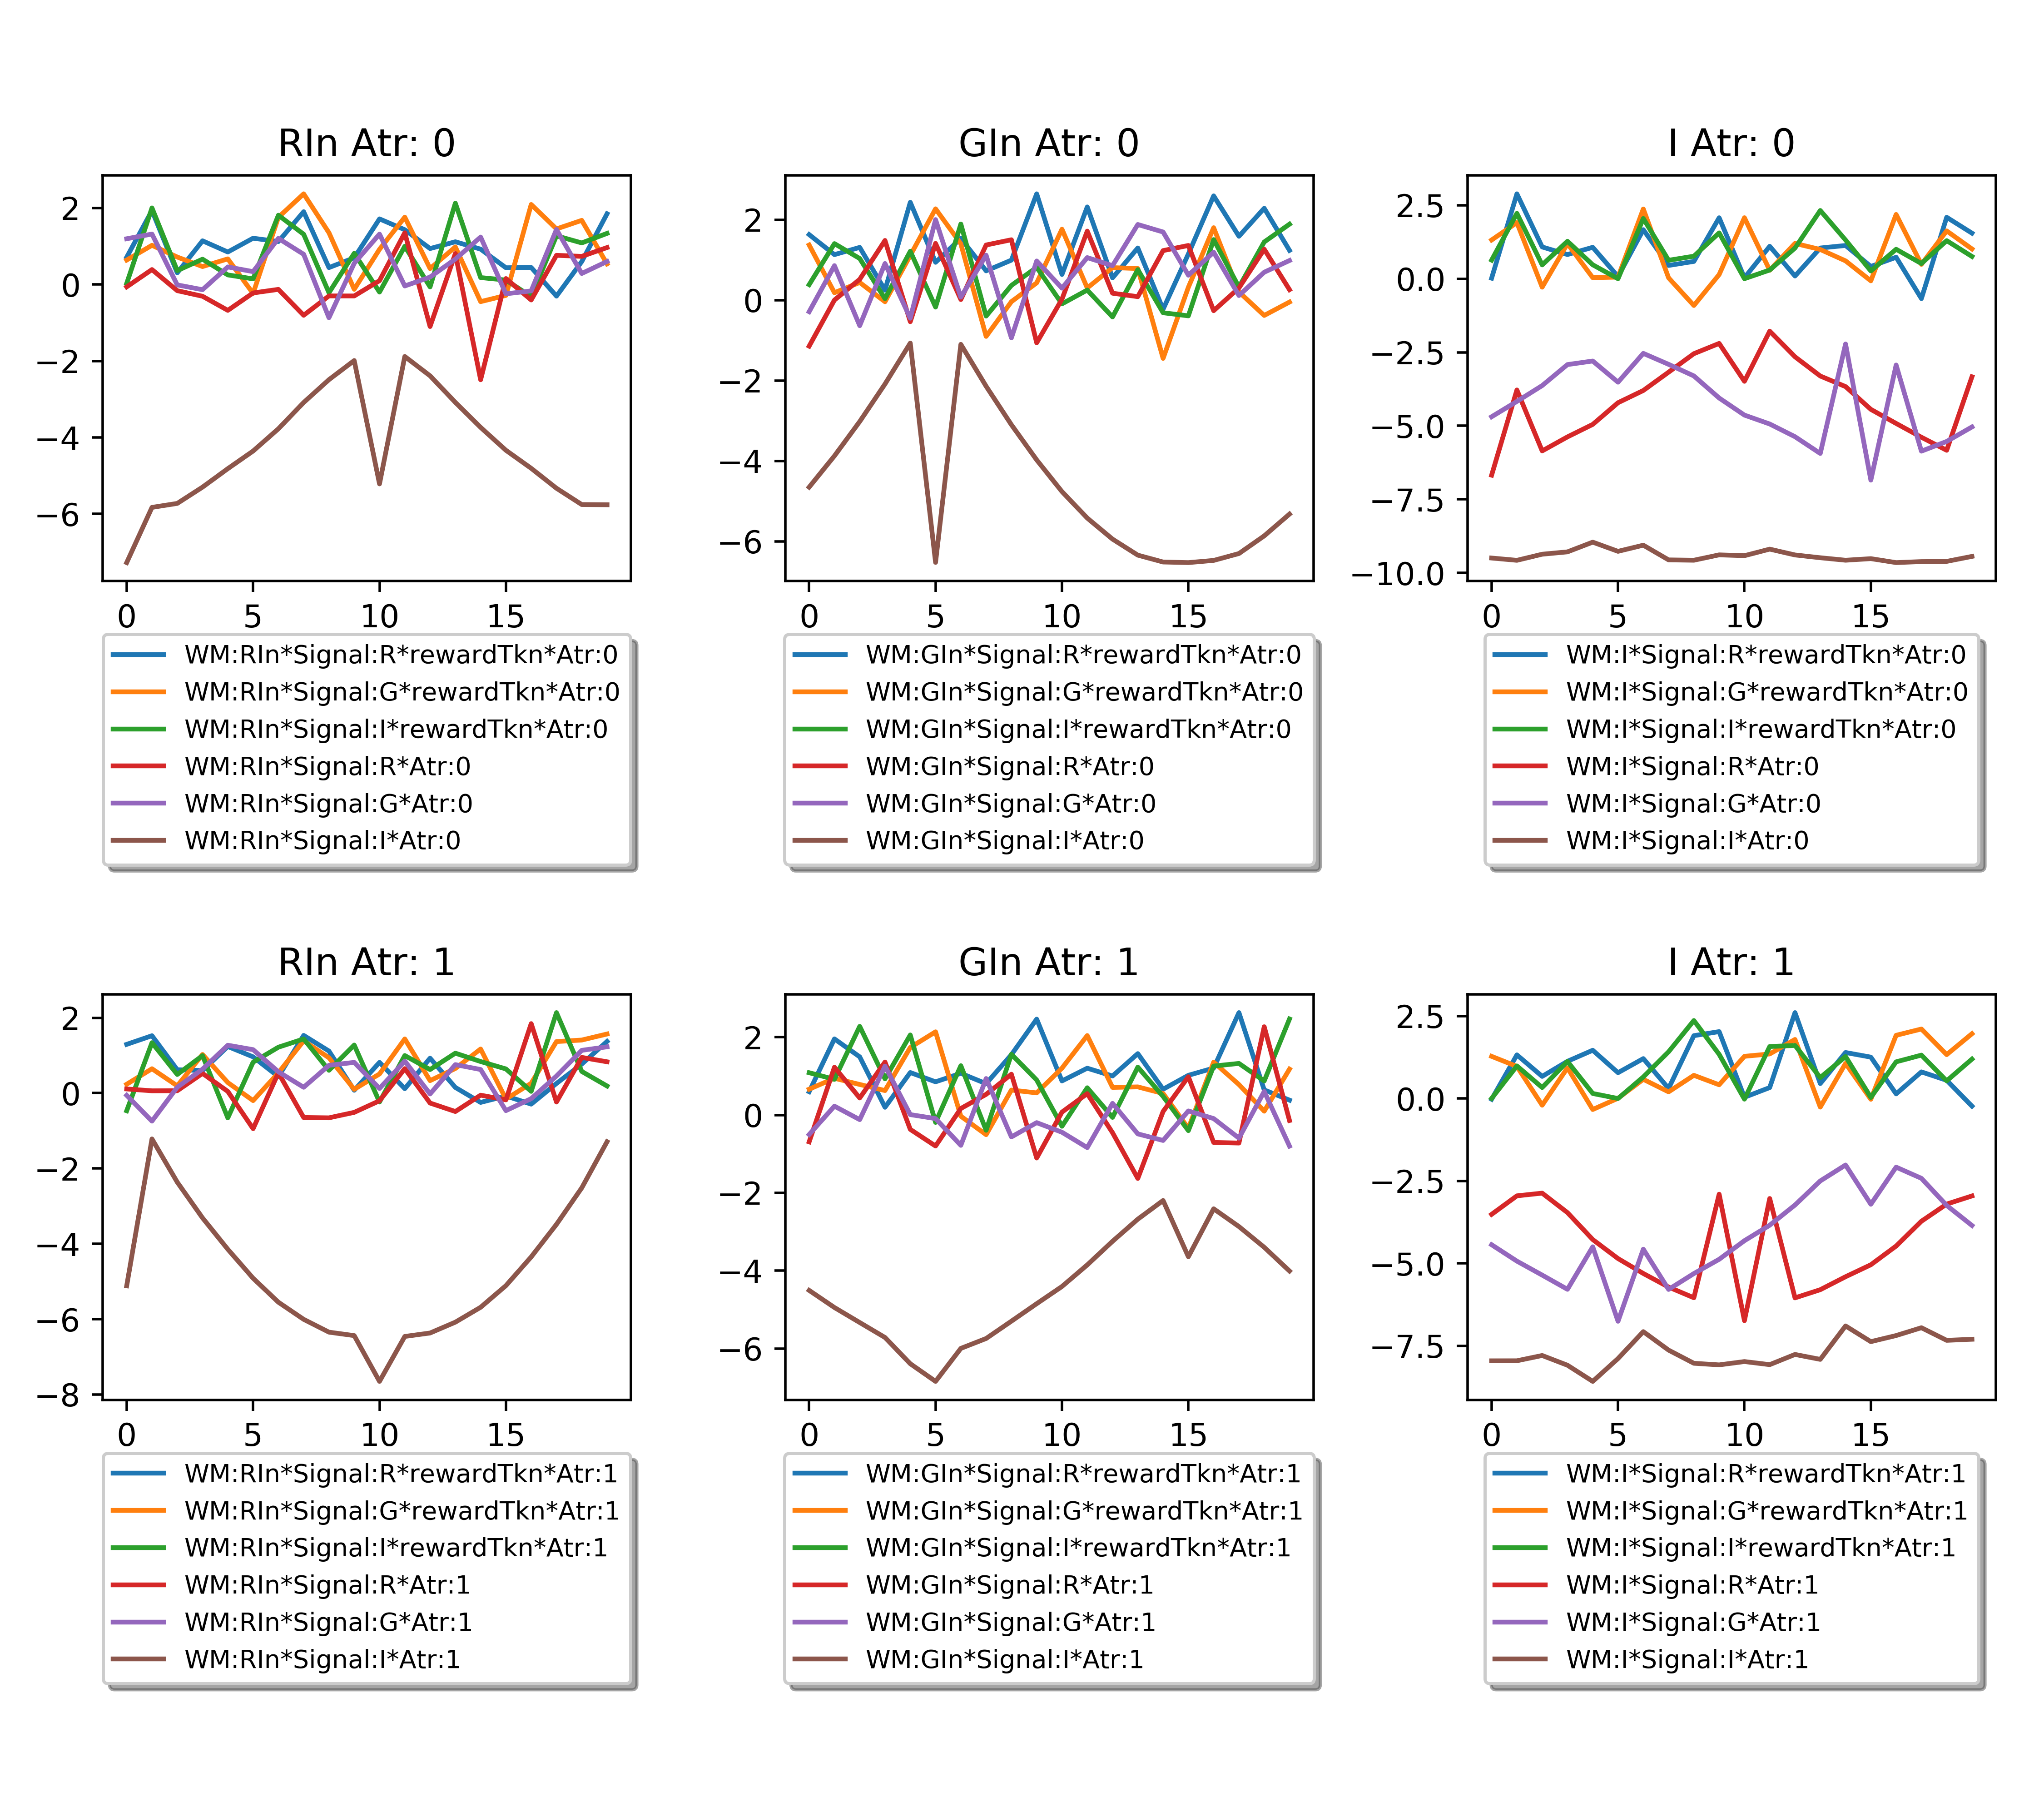 RIn Atr: 0
2
0
−2
−4
−6
0 5 10 15
WM:RIn*Signal:R*rewardTkn*Atr:0
WM:RIn*Signal:G*rewardTkn*Atr:0
WM:RIn*Signal:I*rewardTkn*Atr:0
WM:RIn*Signal:R*Atr:0
WM:RIn*Signal:G*Atr:0
WM:RIn*Signal:I*Atr:0
GIn Atr: 0
2
0
−2
−4
−6
0 5 10 15
WM:GIn*Signal:R*rewardTkn*Atr:0
WM:GIn*Signal:G*rewardTkn*Atr:0
WM:GIn*Signal:I*rewardTkn*Atr:0
WM:GIn*Signal:R*Atr:0
WM:GIn*Signal:G*Atr:0
WM:GIn*Signal:I*Atr:0
I Atr: 0
2.5
0.0
−2.5
−5.0
−7.5
−10.0
0 5 10 15
WM:I*Signal:R*rewardTkn*Atr:0
WM:I*Signal:G*rewardTkn*Atr:0
WM:I*Signal:I*rewardTkn*Atr:0
WM:I*Signal:R*Atr:0
WM:I*Signal:G*Atr:0
WM:I*Signal:I*Atr:0
RIn Atr: 1
2
0
−2
−4
−6
−8
0 5 10 15
WM:RIn*Signal:R*rewardTkn*Atr:1
WM:RIn*Signal:G*rewardTkn*Atr:1
WM:RIn*Signal:I*rewardTkn*Atr:1
WM:RIn*Signal:R*Atr:1
WM:RIn*Signal:G*Atr:1
WM:RIn*Signal:I*Atr:1
GIn Atr: 1
2
0
−2
−4
−6
0 5 10 15
WM:GIn*Signal:R*rewardTkn*Atr:1
WM:GIn*Signal:G*rewardTkn*Atr:1
WM:GIn*Signal:I*rewardTkn*Atr:1
WM:GIn*Signal:R*Atr:1
WM:GIn*Signal:G*Atr:1
WM:GIn*Signal:I*Atr:1
I Atr: 1
2.5
0.0
−2.5
−5.0
−7.5
0 5 10 15
WM:I*Signal:R*rewardTkn*Atr:1
WM:I*Signal:G*rewardTkn*Atr:1
WM:I*Signal:I*rewardTkn*Atr:1
WM:I*Signal:R*Atr:1
WM:I*Signal:G*Atr:1
WM:I*Signal:I*Atr:1